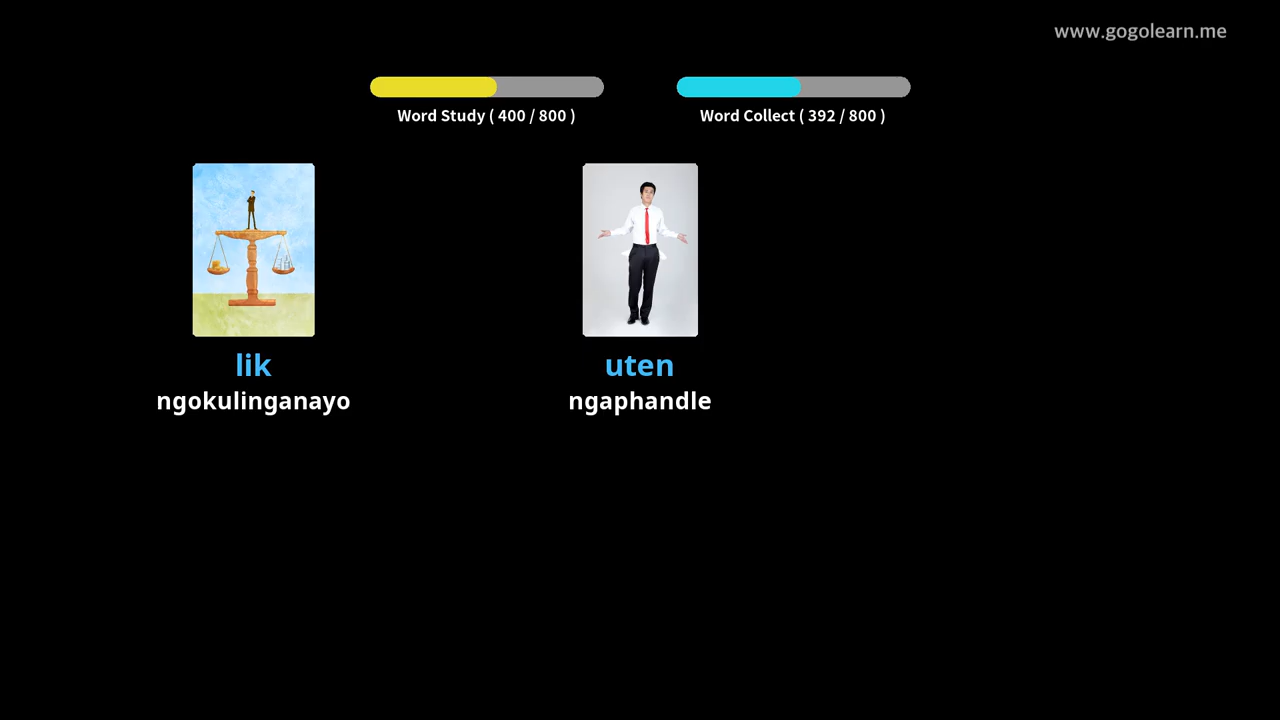 www.gogolearn.me
Word Study ( 400 / 800 )
Word Collect ( 392 / 800 )
lik
ngokulinganayo
uten
ngaphandle